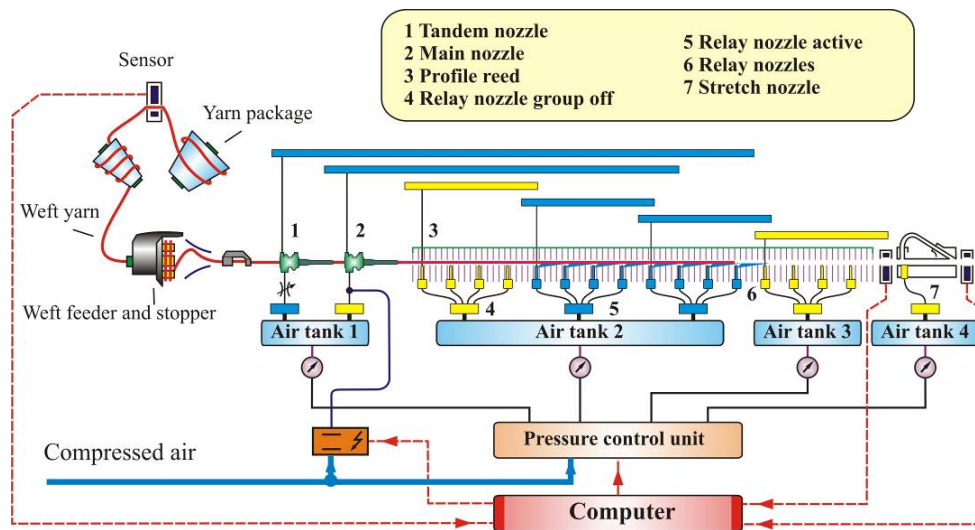 1 Tandem nozzle
2 Main nozzle
3 Profile reed
4 Relay nozzle group off
5 Relay nozzle active
6 Relay nozzles
7 Stretch nozzle
Sensor
Yarn package
Weft yarn
1
2
3
Weft feeder and stopper
4
5
6
7
Air tank 1
Air tank 2
Air tank 3
Air tank 4
Pressure control unit
Compressed air
Computer